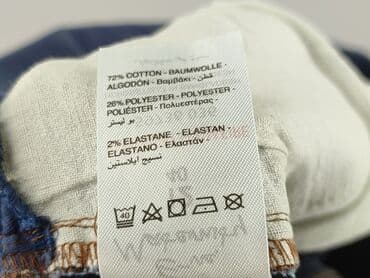 72% COTTON - BAUMWOLLE -
ALGODÓN - Βαμβάκι - قطن
26% POLYESTER - POLYESTER -
POLIÉSTER - Πολυεστέρας -
بوليستر
2% ELASTANE - ELASTAN -
ELASTANO - Ελαστάν -
نسيج ايلاستين
40